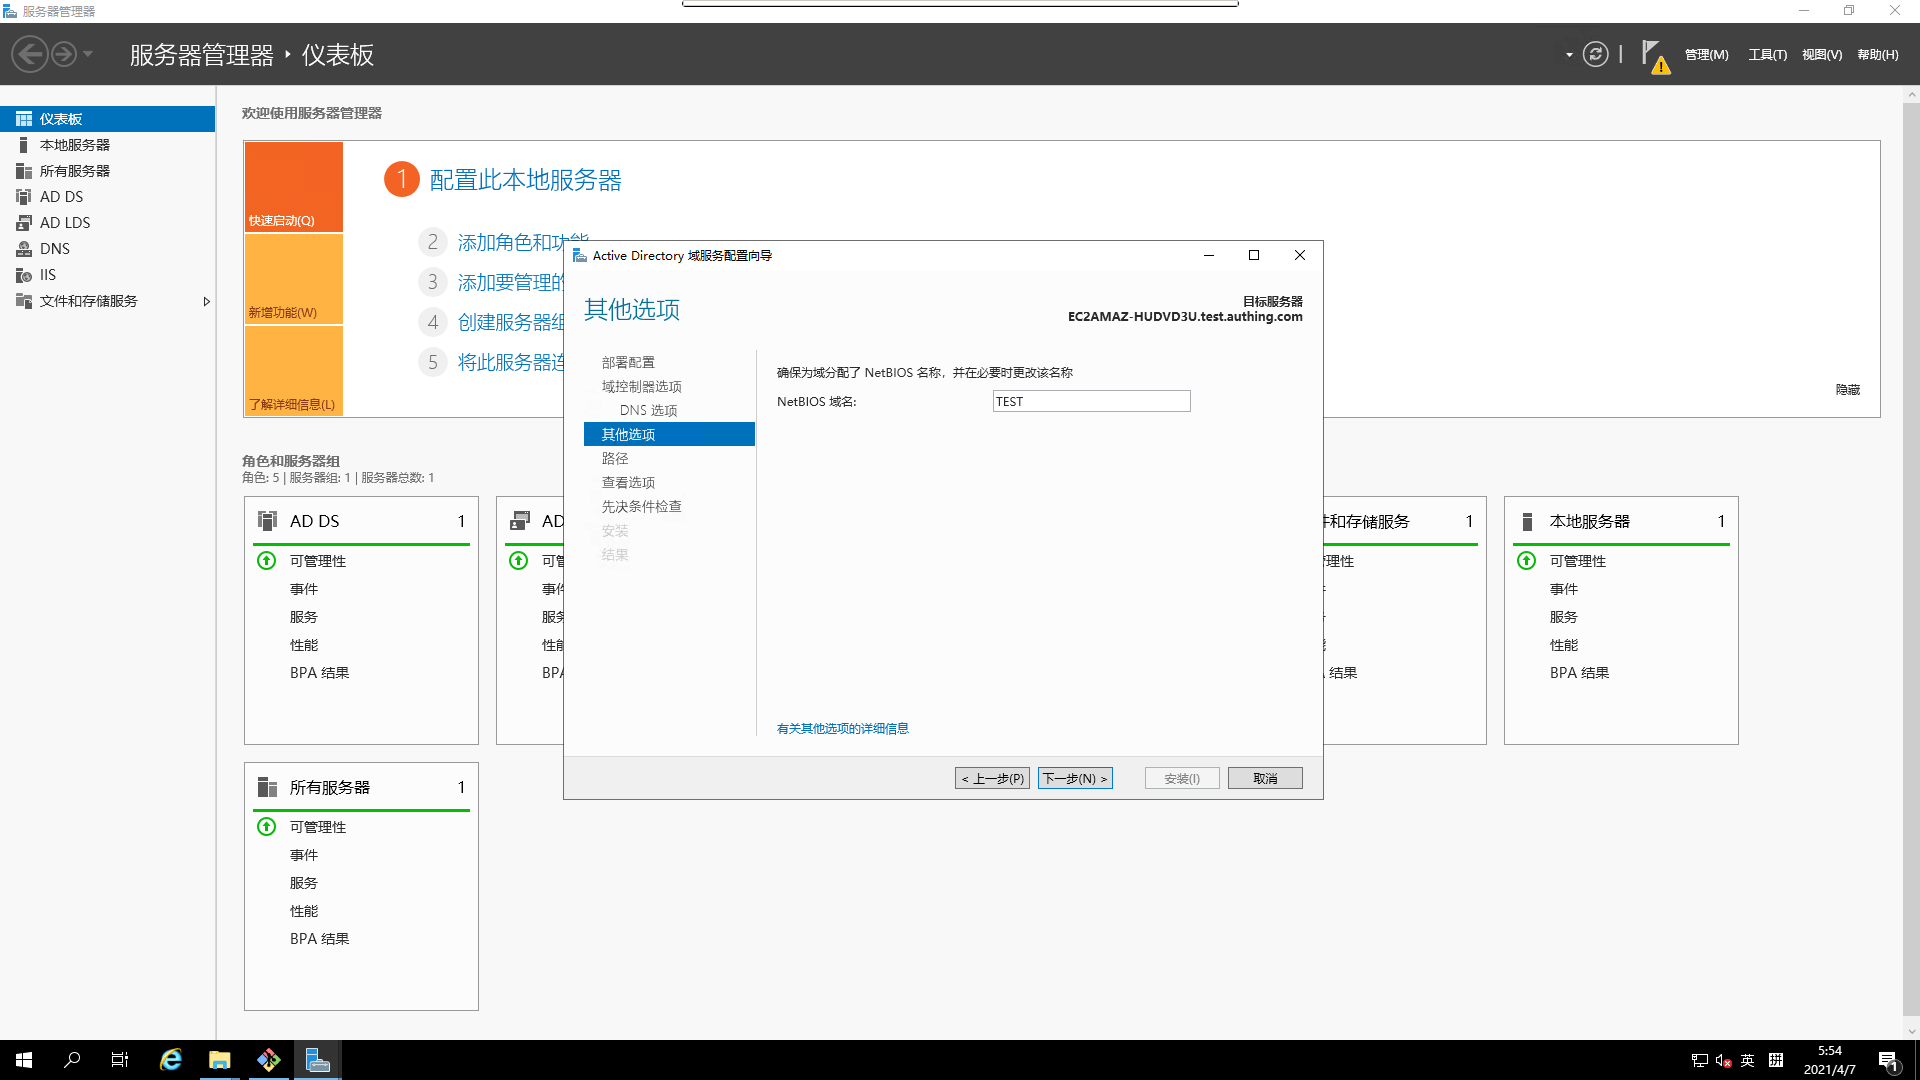 服务器管理器
服务器管理器 ‣ 仪表板
管理(M)
工具(T)
视图(V)
帮助(H)
仪表板
本地服务器
所有服务器
AD DS
AD LDS
DNS
IIS
文件和存储服务
欢迎使用服务器管理器
快速启动(Q)
新增功能(W)
了解详细信息(L)
1 配置此本地服务器
2 添加角色和功能
3 添加要管理的
4 创建服务器组
5 将此服务器连
隐藏
角色和服务器组
角色: 5 | 服务器组: 1 | 服务器总数: 1
AD DS 1
可管理性
事件
服务
性能
BPA 结果
AD
可管
事件
服务
性能
BPA
件和存储服务 1
管理性
结果
本地服务器 1
可管理性
事件
服务
性能
BPA 结果
所有服务器 1
可管理性
事件
服务
性能
BPA 结果
Active Directory 域服务配置向导
其他选项
目标服务器
EC2AMAZ-HUDVD3U.test.authing.com
部署配置
域控制器选项
DNS 选项
其他选项
路径
查看选项
先决条件检查
安装
结果
确保为域分配了 NetBIOS 名称，并在必要时更改该名称
NetBIOS 域名: TEST
有关其他选项的详细信息
< 上一步(P)
下一步(N) >
安装(I)
取消
英
5:54
2021/4/7
1